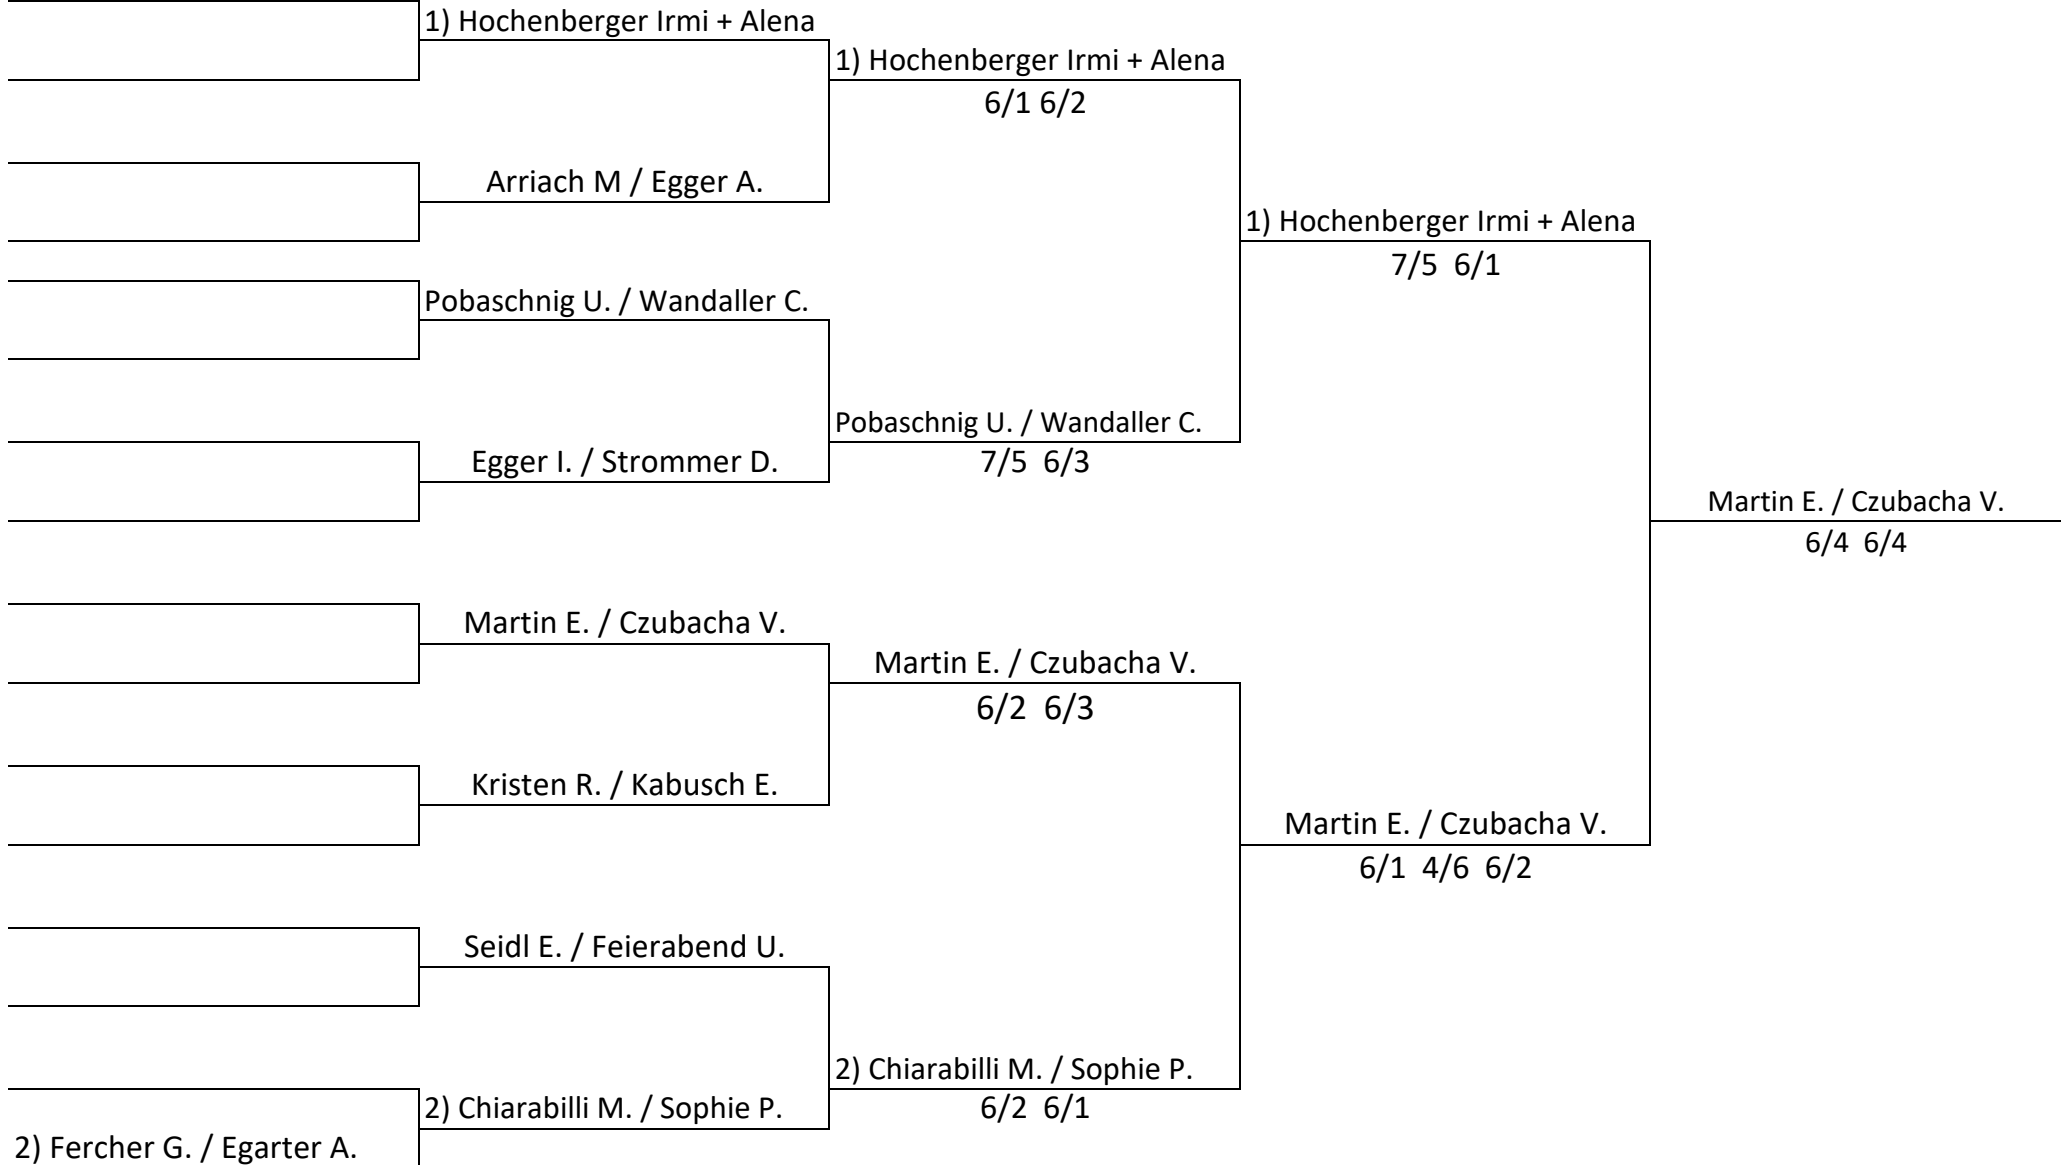 1) Hochenberger Irmi + Alena
1) Hochenberger Irmi + Alena
6/1 6/2
Arriach M / Egger A.
1) Hochenberger Irmi + Alena
7/5 6/1
Pobaschnig U. / Wandaller C.
Pobaschnig U. / Wandaller C.
7/5 6/3
Egger I. / Strommer D.
Martin E. / Czubacha V.
6/4 6/4
Martin E. / Czubacha V.
Martin E. / Czubacha V.
6/2 6/3
Kristen R. / Kabusch E.
Martin E. / Czubacha V.
6/1 4/6 6/2
Seidl E. / Feierabend U.
2) Chiarabilli M. / Sophie P.
6/2 6/1
2) Chiarabilli M. / Sophie P.
2) Fercher G. / Egarter A.